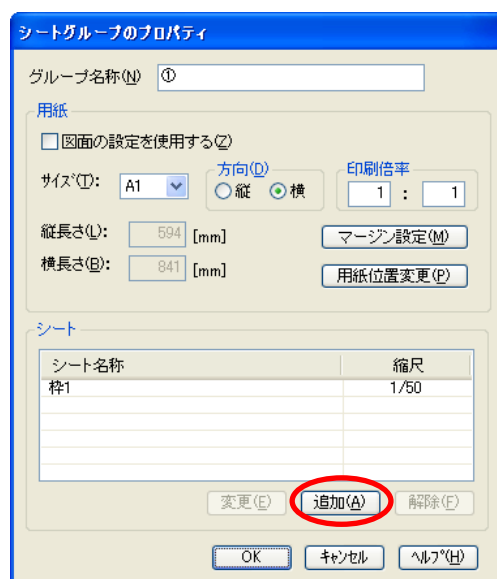 シートグループのプロパティ
グループ名称(N) ①
用紙
図面の設定を使用する(Z)
サイズ(T): A1 方向(D) 縦 横 印刷倍率 1 : 1
縦長さ(L): 594 [mm] マージン設定(M)
横長さ(B): 841 [mm] 用紙位置変更(P)
シート
シート名称 縮尺
枠1 1/50
変更(E) 追加(A) 解除(F)
OK キャンセル ヘルプ(H)